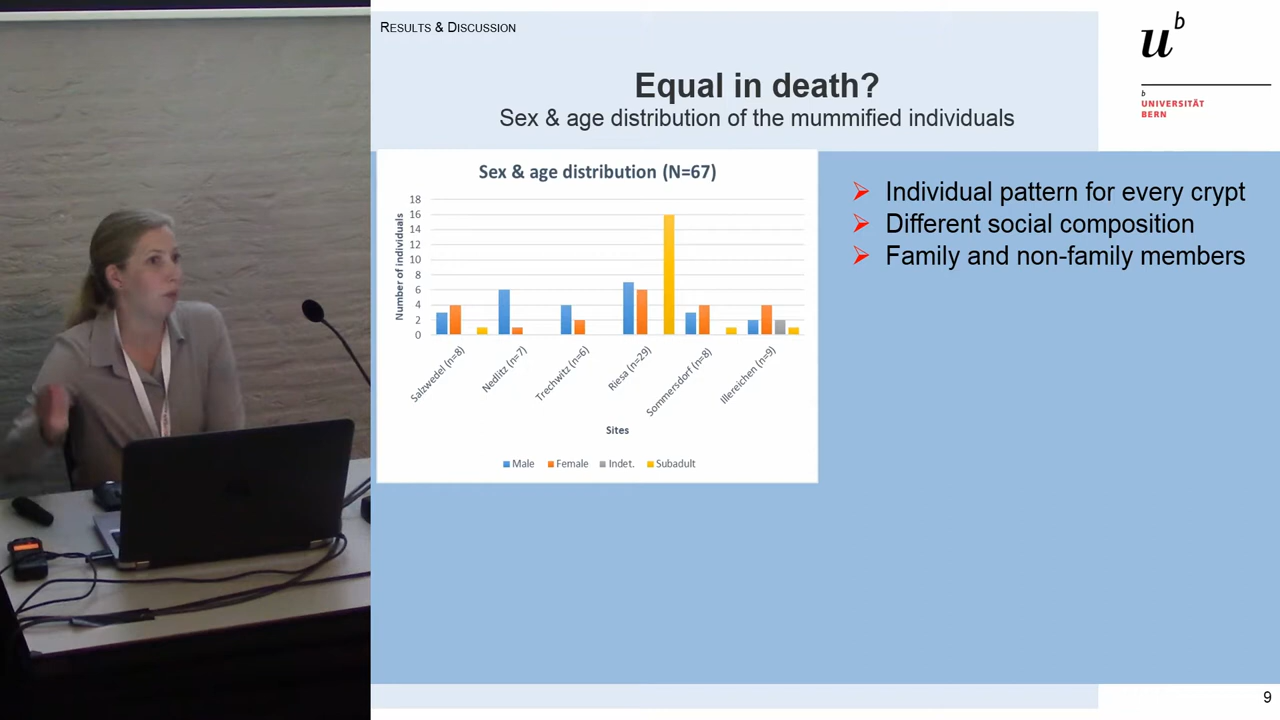 RESULTS & DISCUSSION
u b
b
UNIVERSITÄT
BERN
Equal in death?
Sex & age distribution of the mummified individuals
Sex & age distribution (N=67)
Number of individuals
18
16
14
12
10
8
6
4
2
0
Salzwedel (n=8)
Nedlitz (n=7)
Trechwitz (n=6)
Riesa (n=29)
Sommersdorf (n=8)
Illereichen (n=9)
Sites
Male Female Indet. Subadult
Individual pattern for every crypt
Different social composition
Family and non-family members
9